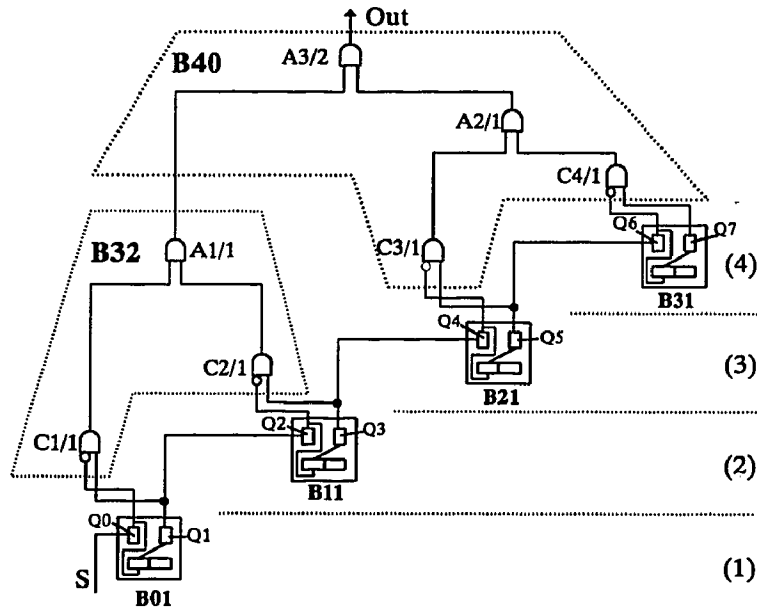 Out
A3/2
B40
A2/1
C4/1
Q6 Q7
B32 A1/1 C3/1 (4)
B31
Q4 Q5
C2/1 (3)
B21
Q2 Q3
C1/1 (2)
B11
Q0 Q1
S (1)
B01